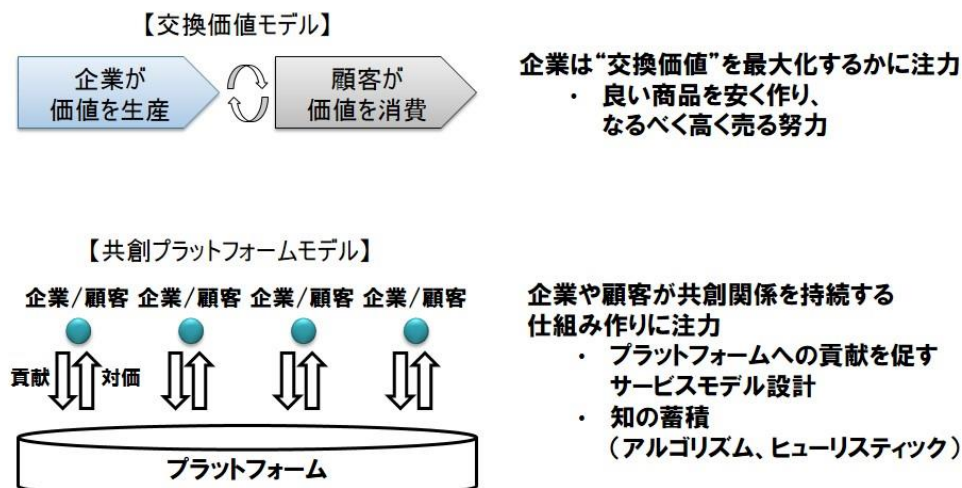 【交換価値モデル】
企業が
価値を生産
顧客が
価値を消費
企業は“交換価値”を最大化するかに注力
・ 良い商品を安く作り、
なるべく高く売る努力
【共創プラットフォームモデル】
企業/顧客 企業/顧客 企業/顧客 企業/顧客
貢献 対価
プラットフォーム
企業や顧客が共創関係を持続する
仕組み作りに注力
・ プラットフォームへの貢献を促す
サービスモデル設計
・ 知の蓄積
（アルゴリズム、ヒューリスティック）